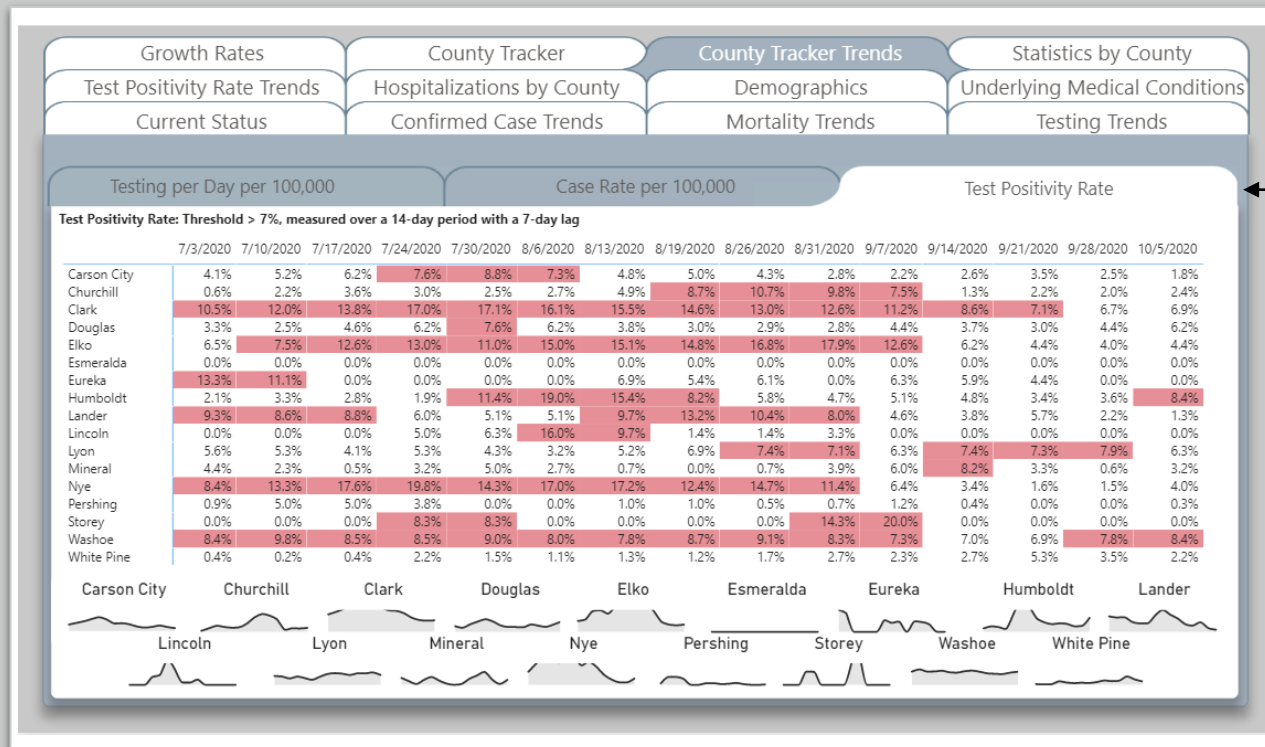 Growth Rates County Tracker County Tracker Trends Statistics by County
Test Positivity Rate Trends Hospitalizations by County Demographics Underlying Medical Conditions
Current Status Confirmed Case Trends Mortality Trends Testing Trends
Testing per Day per 100,000 Case Rate per 100,000 Test Positivity Rate
Test Positivity Rate: Threshold > 7%, measured over a 14-day period with a 7-day lag
7/3/2020 7/10/2020 7/17/2020 7/24/2020 7/30/2020 8/6/2020 8/13/2020 8/19/2020 8/26/2020 8/31/2020 9/7/2020 9/14/2020 9/21/2020 9/28/2020 10/5/2020
Carson City 4.1% 5.2% 6.2% 7.6% 8.8% 7.3% 4.8% 5.0% 4.3% 2.8% 2.2% 2.6% 3.5% 2.5% 1.8%
Churchill 0.6% 2.2% 3.6% 3.0% 2.5% 2.7% 4.9% 8.7% 10.7% 9.8% 7.5% 1.3% 2.2% 2.0% 2.4%
Clark 10.5% 12.0% 13.8% 17.0% 17.1% 16.1% 15.5% 14.6% 13.0% 12.6% 11.2% 8.6% 7.1% 6.7% 6.9%
Douglas 3.3% 2.5% 4.6% 6.2% 7.6% 6.2% 3.8% 3.0% 2.9% 2.8% 4.4% 3.7% 3.0% 4.4% 6.2%
Elko 6.5% 7.5% 12.6% 13.0% 11.0% 15.0% 15.1% 14.8% 16.8% 17.9% 12.6% 6.2% 4.4% 4.0% 4.4%
Esmeralda 0.0% 0.0% 0.0% 0.0% 0.0% 0.0% 0.0% 0.0% 0.0% 0.0% 0.0% 0.0% 0.0% 0.0% 0.0%
Eureka 13.3% 11.1% 0.0% 0.0% 0.0% 0.0% 6.9% 5.4% 6.1% 0.0% 6.3% 5.9% 4.4% 0.0% 0.0%
Humboldt 2.1% 3.3% 2.8% 1.9% 11.4% 19.0% 15.4% 8.2% 5.8% 4.7% 5.1% 4.8% 3.4% 3.6% 8.4%
Lander 9.3% 8.6% 8.8% 6.0% 5.1% 5.1% 9.7% 13.2% 10.4% 8.0% 4.6% 3.8% 5.7% 2.2% 1.3%
Lincoln 0.0% 0.0% 0.0% 5.0% 6.3% 16.0% 9.7% 1.4% 1.4% 3.3% 0.0% 0.0% 0.0% 0.0% 0.0%
Lyon 5.6% 5.3% 4.1% 5.3% 4.3% 3.2% 5.2% 6.9% 7.4% 7.1% 6.3% 7.4% 7.3% 7.9% 6.3%
Mineral 4.4% 2.3% 0.5% 3.2% 5.0% 2.7% 0.7% 0.0% 0.7% 3.9% 6.0% 8.2% 3.3% 0.6% 3.2%
Nye 8.4% 13.3% 17.6% 19.8% 14.3% 17.0% 17.2% 12.4% 14.7% 11.4% 6.4% 3.4% 1.6% 1.5% 4.0%
Pershing 0.9% 5.0% 5.0% 3.8% 0.0% 0.0% 1.0% 1.0% 0.5% 0.7% 1.2% 0.4% 0.0% 0.0% 0.3%
Storey 0.0% 0.0% 0.0% 8.3% 8.3% 0.0% 0.0% 0.0% 0.0% 14.3% 20.0% 0.0% 0.0% 0.0% 0.0%
Washoe 8.4% 9.8% 8.5% 8.5% 9.0% 8.0% 7.8% 8.7% 9.1% 8.3% 7.3% 7.0% 6.9% 7.8% 8.4%
White Pine 0.4% 0.2% 0.4% 2.2% 1.5% 1.1% 1.3% 1.2% 1.7% 2.7% 2.3% 2.7% 5.3% 3.5% 2.2%
Carson City Churchill Clark Douglas Elko Esmeralda Eureka Humboldt Lander
Lincoln Lyon Mineral Nye Pershing Storey Washoe White Pine